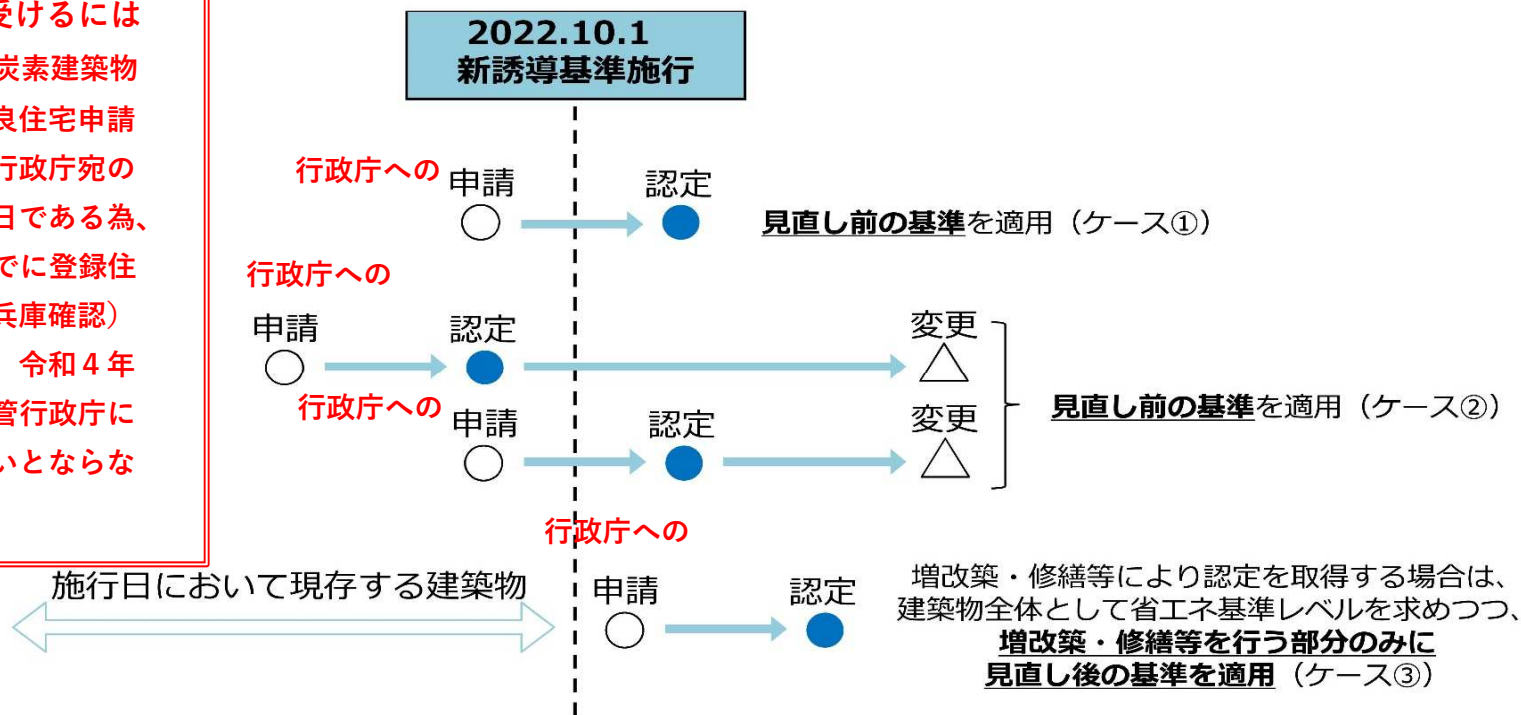 受けるには
炭素建築物
良住宅申請
行政庁宛の
日である為、
でに登録住
兵庫確認）
令和４年
管行政庁に
いとならな
2022.10.1
新誘導基準施行
行政庁への
申請
認定
見直し前の基準を適用（ケース①）
行政庁への
申請
認定
変更
行政庁への
申請
認定
変更
見直し前の基準を適用（ケース②）
行政庁への
施行日において現存する建築物
申請
認定
増改築・修繕等により認定を取得する場合は、
建築物全体として省エネ基準レベルを求めつつ、
増改築・修繕等を行う部分のみに
見直し後の基準を適用（ケース③）